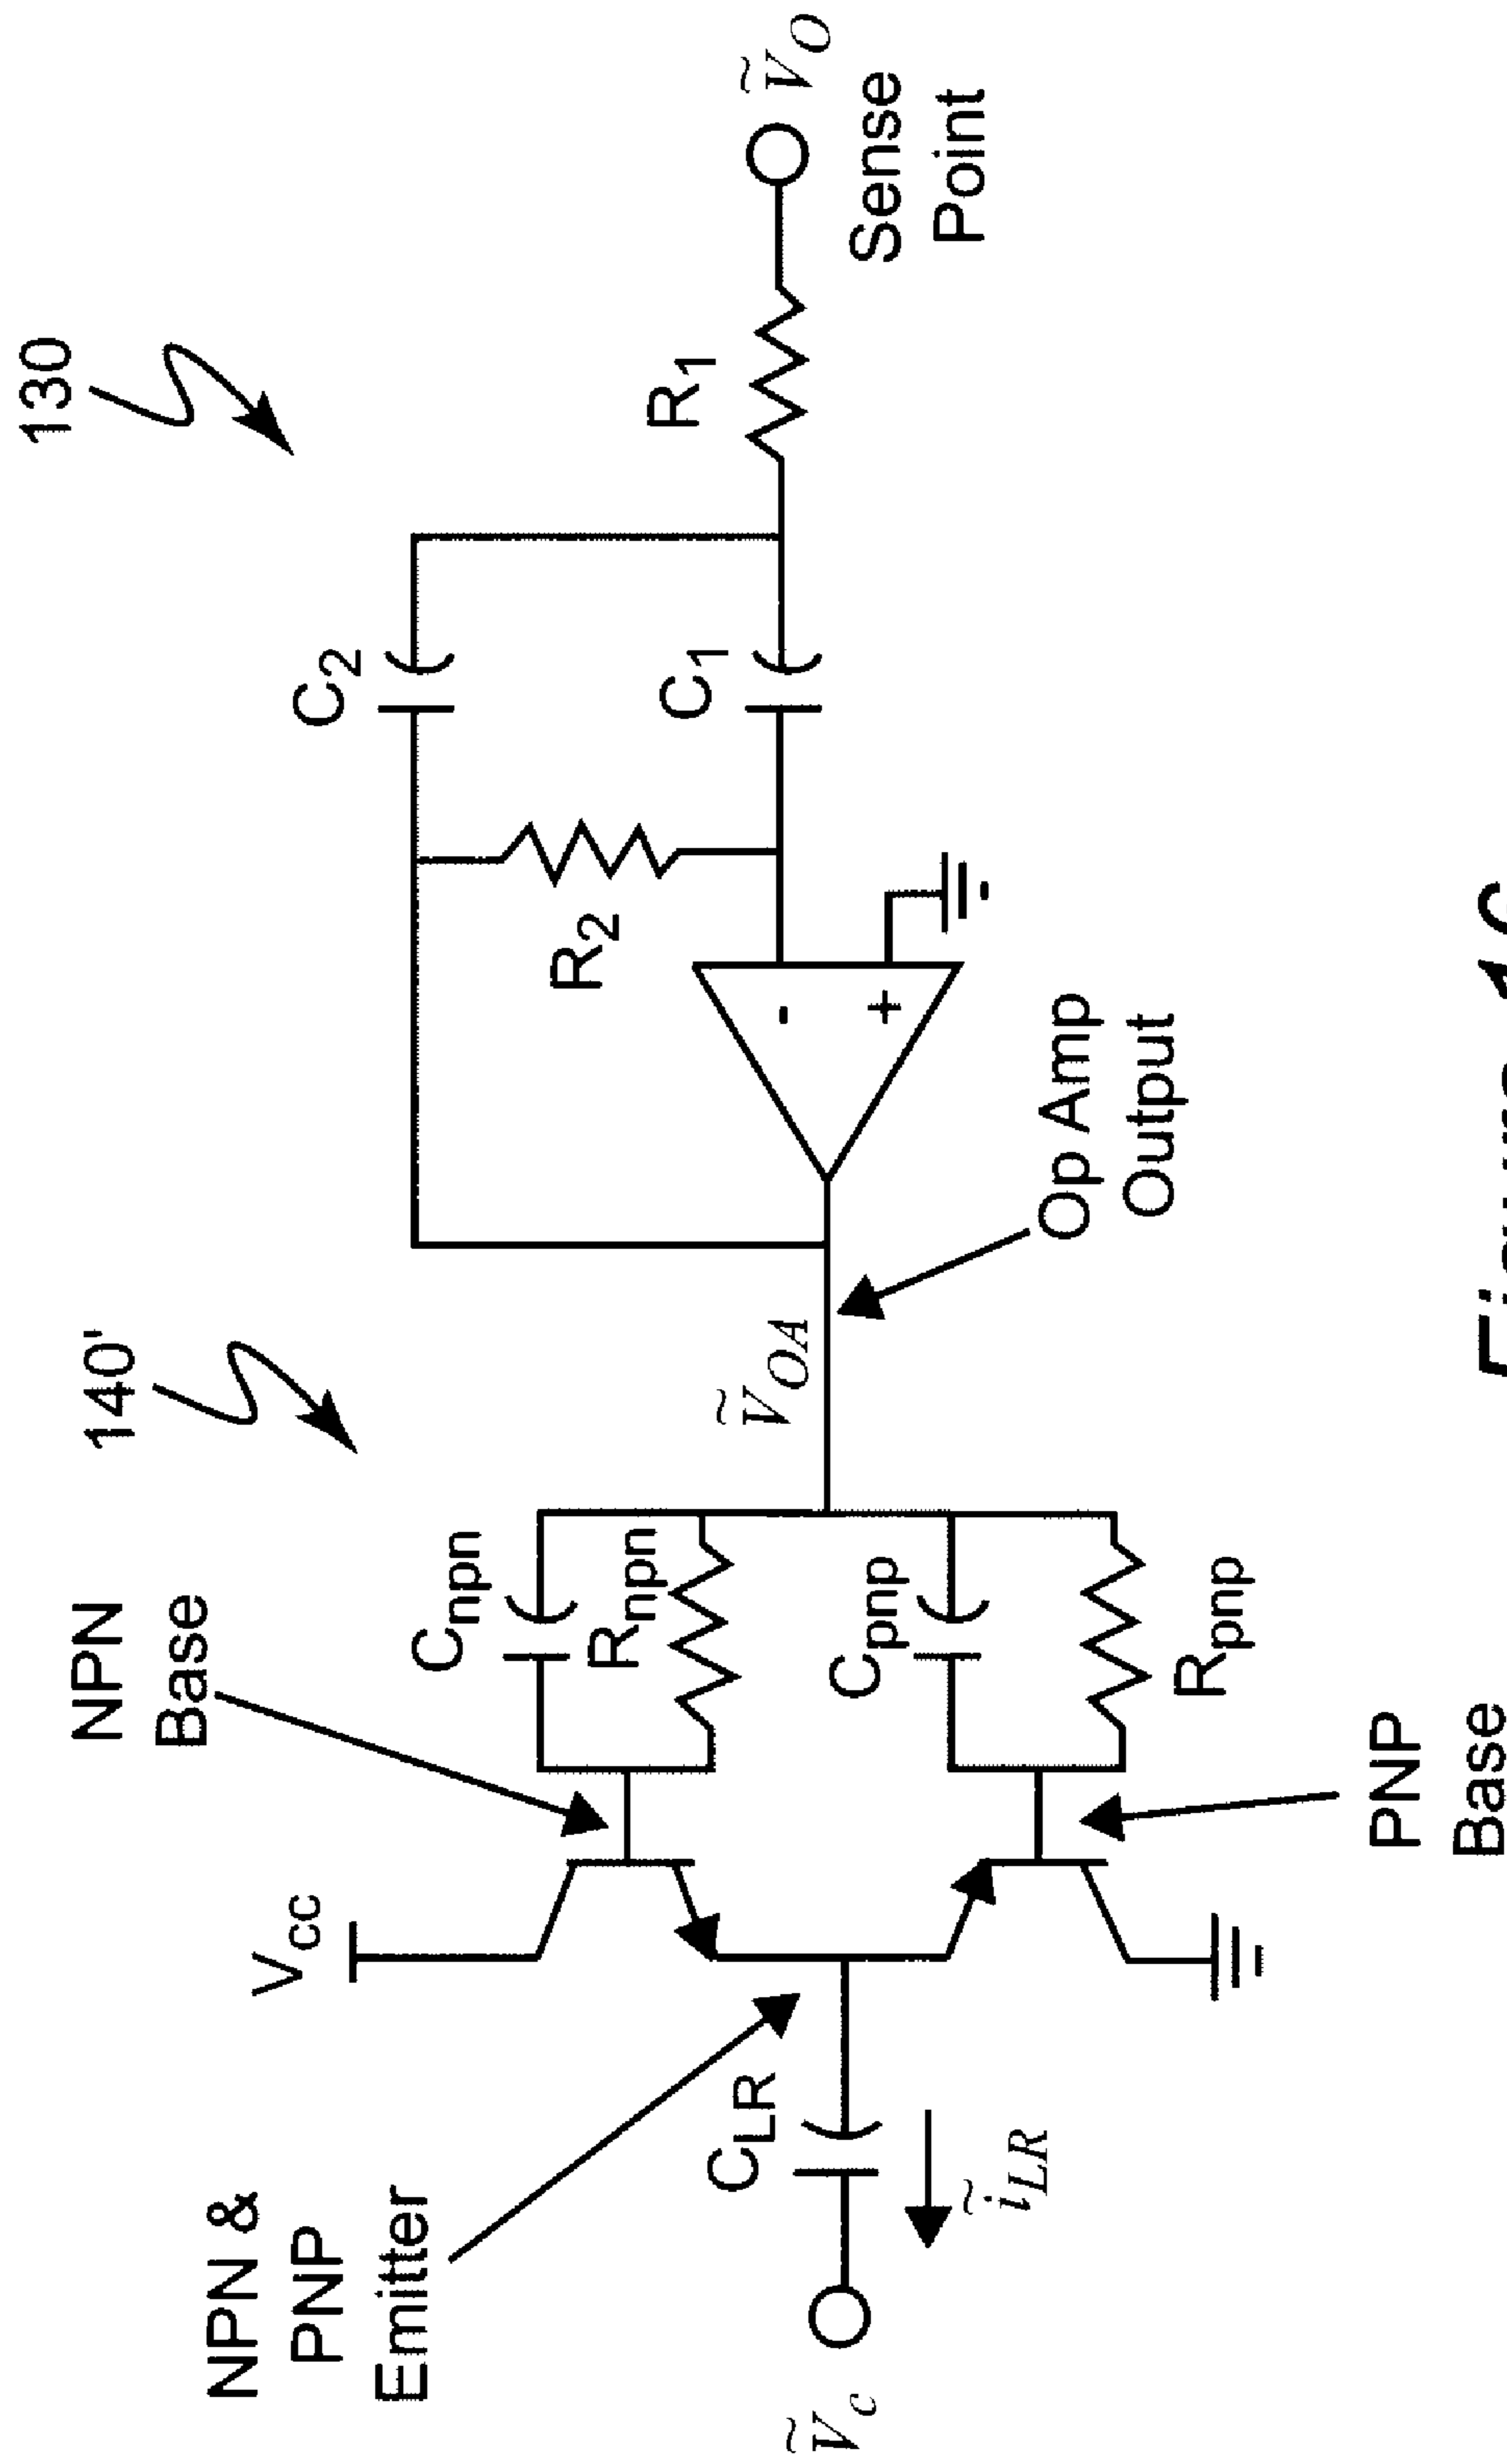 130
140'
NPN
Base
NPN &
PNP
Emitter
Vcc
Cnpn
Rnpn
Cpnp
Rpnp
PNP
Base
CLR
ĩLR
Ṽc
ṼOA
Op Amp
Output
-
+
R2
C2
C1
R1
ṼO
Sense
Point